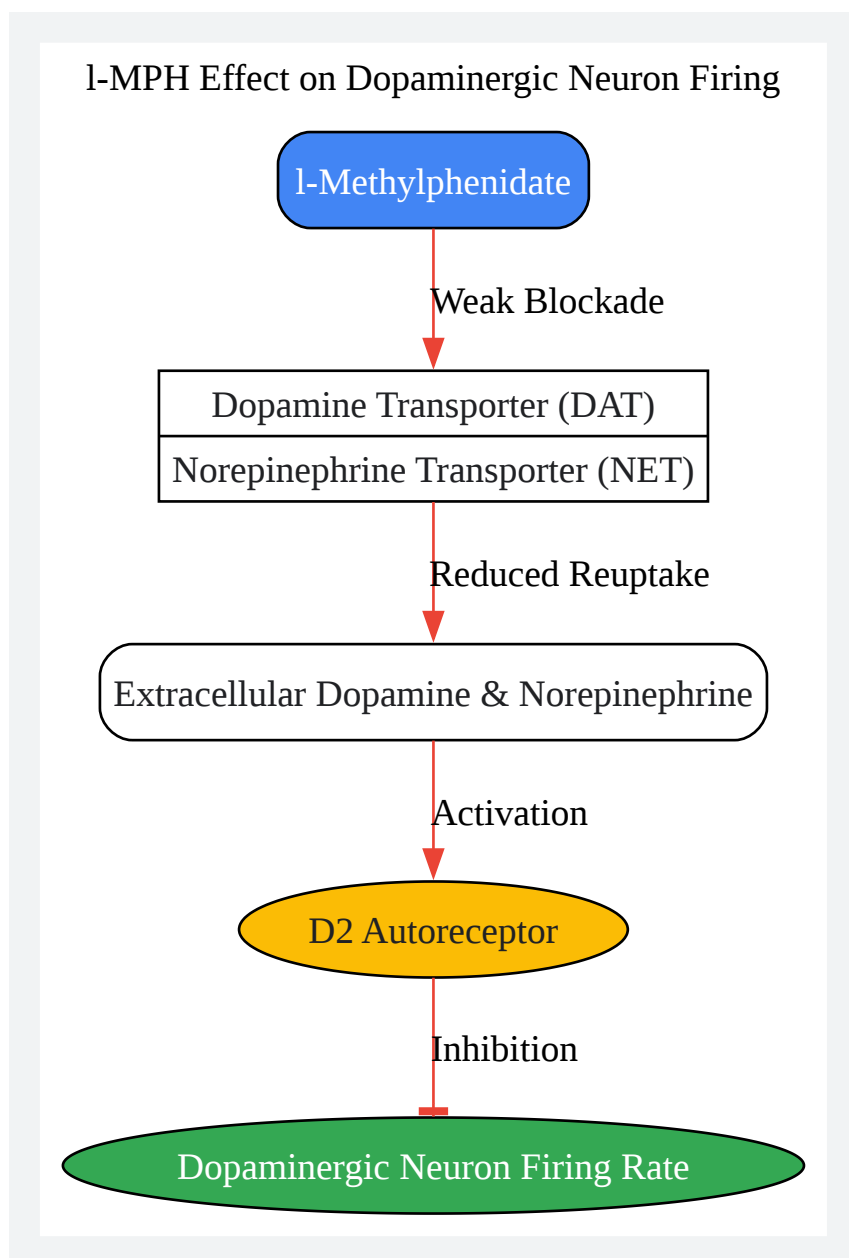 l-MPH Effect on Dopaminergic Neuron Firing
l-Methylphenidate
Weak Blockade
Dopamine Transporter (DAT)
Norepinephrine Transporter (NET)
Reduced Reuptake
Extracellular Dopamine & Norepinephrine
Activation
D2 Autoreceptor
Inhibition
Dopaminergic Neuron Firing Rate